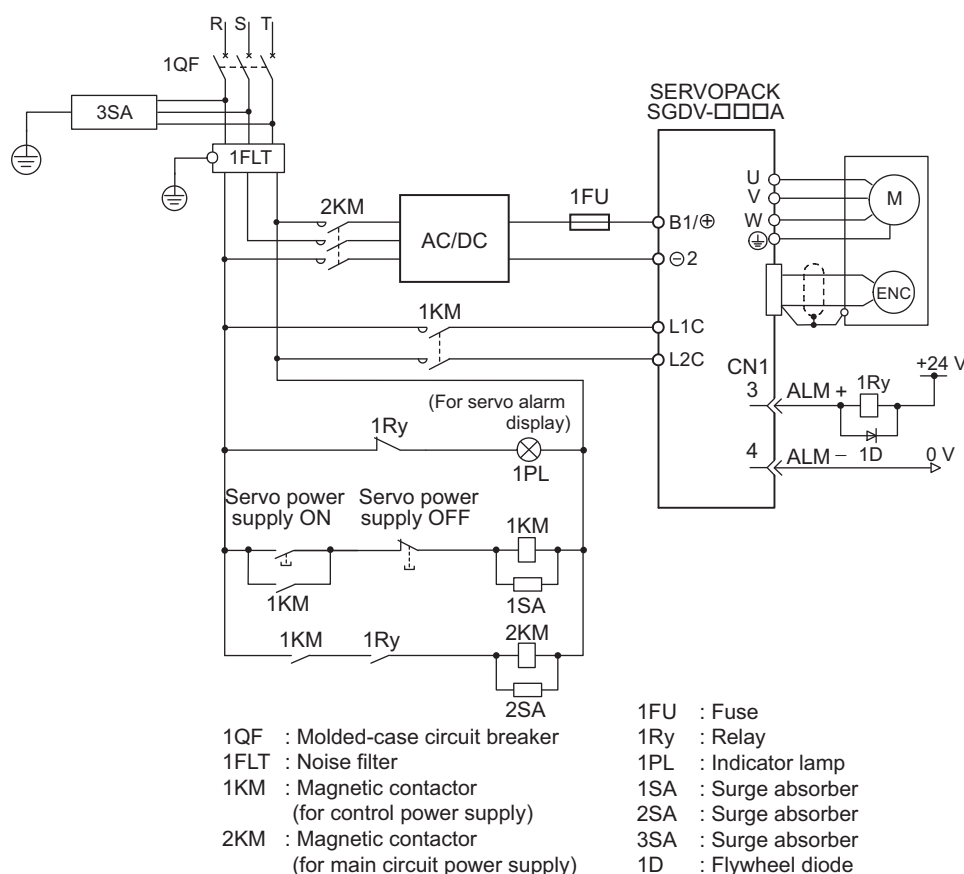 R S T
1QF
3SA
1FLT
SERVOPACK
SGDV-□□□A
2KM
AC/DC
1FU
B1/⊕
⊖2
U
V
W
M
ENC
1KM
L1C
L2C
CN1
3
ALM +
1Ry
+24 V
4
ALM −
1D
0 V
(For servo alarm
display)
1Ry
1PL
Servo power
supply ON
Servo power
supply OFF
1KM
1KM
1SA
1KM
1Ry
2KM
2SA
1QF : Molded-case circuit breaker
1FLT : Noise filter
1KM : Magnetic contactor
(for control power supply)
2KM : Magnetic contactor
(for main circuit power supply)
1FU : Fuse
1Ry : Relay
1PL : Indicator lamp
1SA : Surge absorber
2SA : Surge absorber
3SA : Surge absorber
1D : Flywheel diode